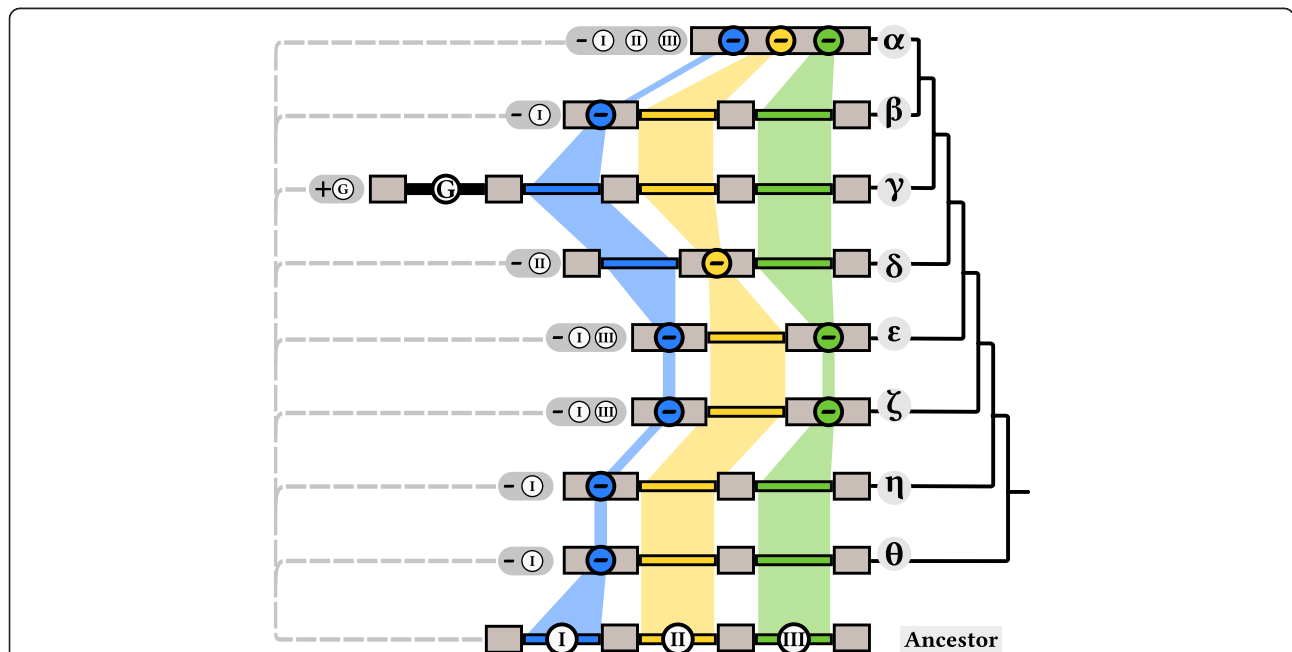 - I II III - - - α
- I - β
+ G G γ
- II - δ
- I III - - ε
- I III - - ζ
- I - η
- I - θ
I II III Ancestor